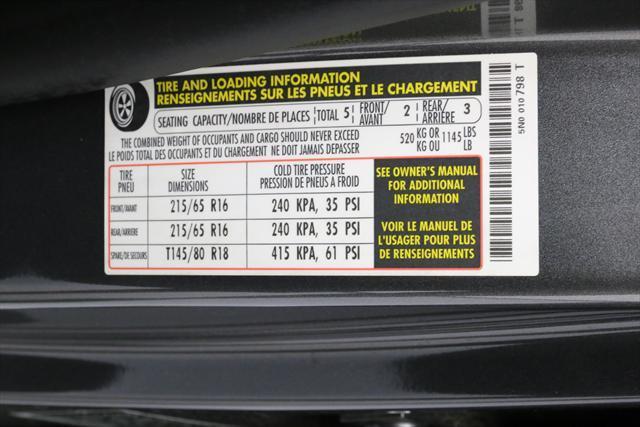 TIRE AND LOADING INFORMATION
RENSEIGNEMENTS SUR LES PNEUS ET LE CHARGEMENT
SEATING CAPACITY/NOMBRE DE PLACES TOTAL 5 FRONT/AVANT 2 REAR/ARRIÈRE 3
THE COMBINED WEIGHT OF OCCUPANTS AND CARGO SHOULD NEVER EXCEED 520 KG OR 1145 LBS
LE POIDS TOTAL DES OCCUPANTS ET DU CHARGEMENT NE DOIT JAMAIS DEPASSER KG OU LB
TIRE PNEU SIZE DIMENSIONS COLD TIRE PRESSURE PRESSION DE PNEUS A FROID
FRONT/AVANT 215/65 R16 240 KPA, 35 PSI
REAR/ARRIERE 215/65 R16 240 KPA, 35 PSI
SPARE/DE SECOURS T145/80 R18 415 KPA, 61 PSI
SEE OWNER'S MANUAL
FOR ADDITIONAL
INFORMATION
VOIR LE MANUEL DE
L'USAGER POUR PLUS
DE RENSEIGNEMENTS
5N0 010 798 T